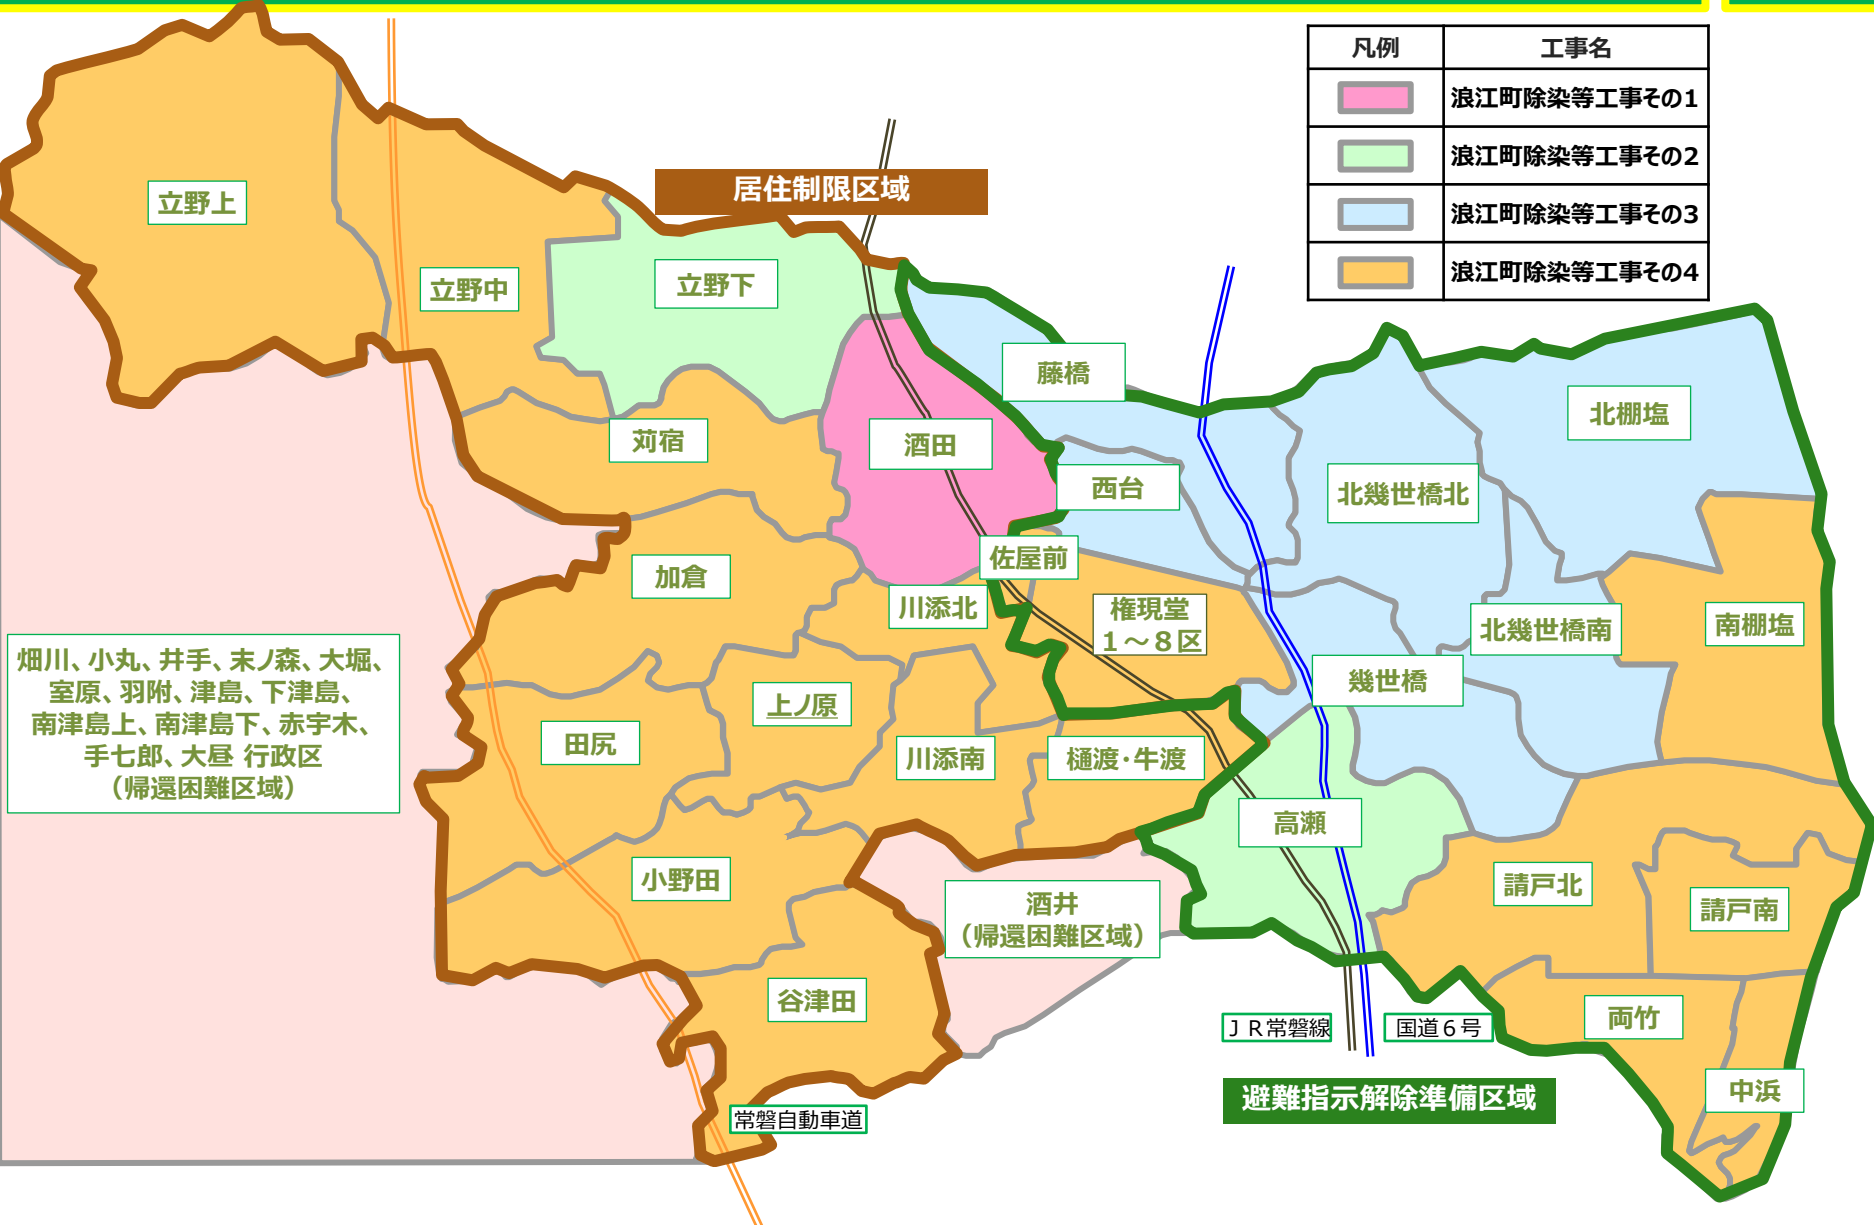 凡例 工事名
浪江町除染等工事その1
浪江町除染等工事その2
浪江町除染等工事その3
浪江町除染等工事その4
居住制限区域
立野上
立野中
立野下
藤橋
北棚塩
苅宿
酒田
西台
北幾世橋北
佐屋前
加倉
川添北
権現堂
1～8区
北幾世橋南
南棚塩
畑川、小丸、井手、末ノ森、大堀、
室原、羽附、津島、下津島、
南津島上、南津島下、赤宇木、
手七郎、大昼 行政区
（帰還困難区域）
上ノ原
幾世橋
田尻
川添南
樋渡・牛渡
高瀬
小野田
請戸北
請戸南
酒井
（帰還困難区域）
谷津田
両竹
ＪＲ常磐線
国道６号
中浜
避難指示解除準備区域
常磐自動車道